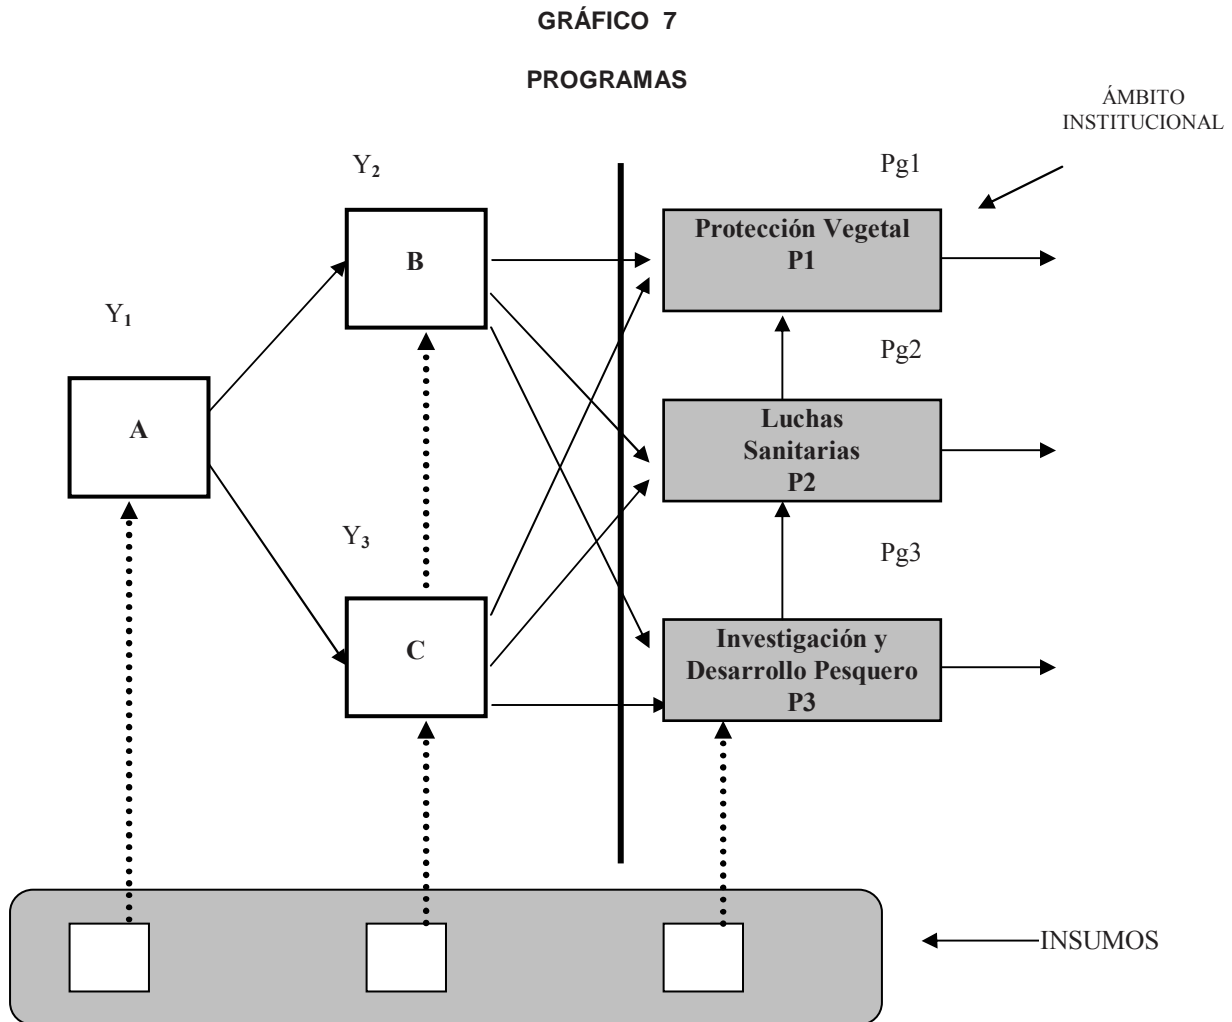 GRÁFICO 7
PROGRAMAS
ÁMBITO
INSTITUCIONAL
Y2
Pg1
Protección Vegetal
P1
B
Y1
Pg2
A
Luchas
Sanitarias
P2
Y3
Pg3
C
Investigación y
Desarrollo Pesquero
P3
INSUMOS